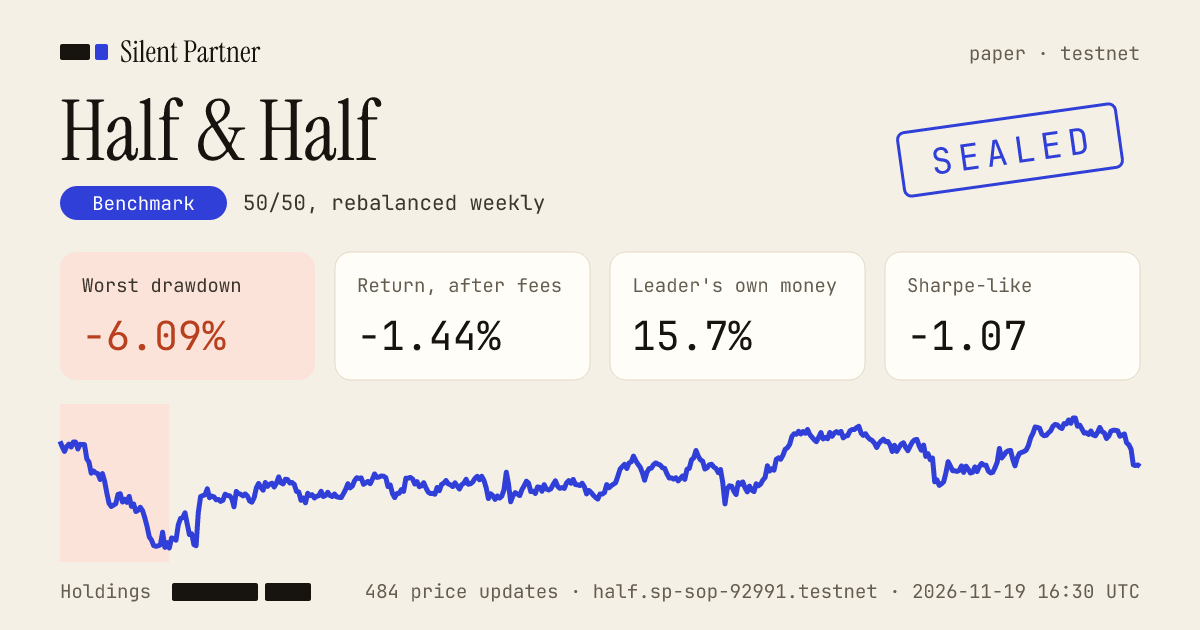 Silent Partner
paper · testnet
Half & Half
SEALED
Benchmark 50/50, rebalanced weekly
Worst drawdown
-6.09%
Return, after fees
-1.44%
Leader's own money
15.7%
Sharpe-like
-1.07
Holdings
484 price updates · half.sp-sop-92991.testnet · 2026-11-19 16:30 UTC